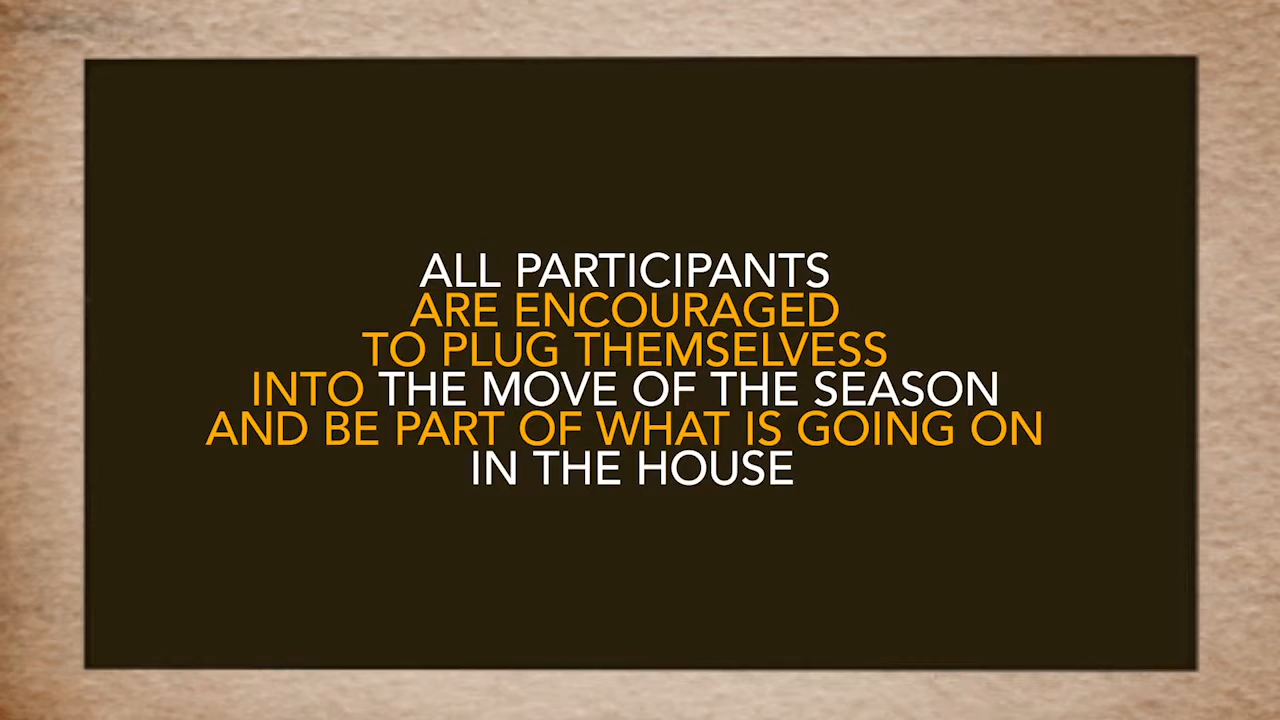 ALL PARTICIPANTS
ARE ENCOURAGED
TO PLUG THEMSELVESS
INTO THE MOVE OF THE SEASON
AND BE PART OF WHAT IS GOING ON
IN THE HOUSE